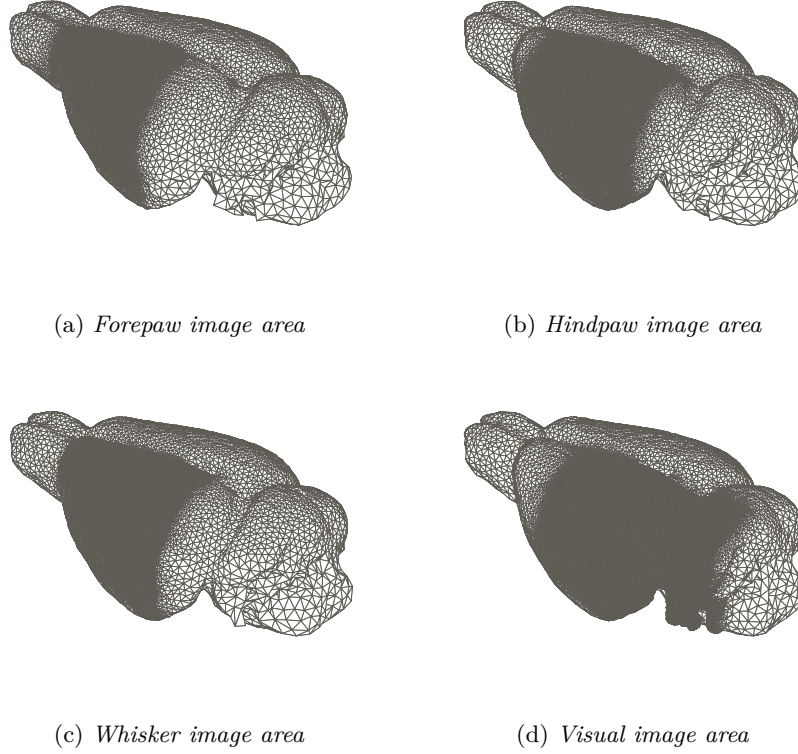 (a) Forepaw image area
(b) Hindpaw image area
(c) Whisker image area
(d) Visual image area